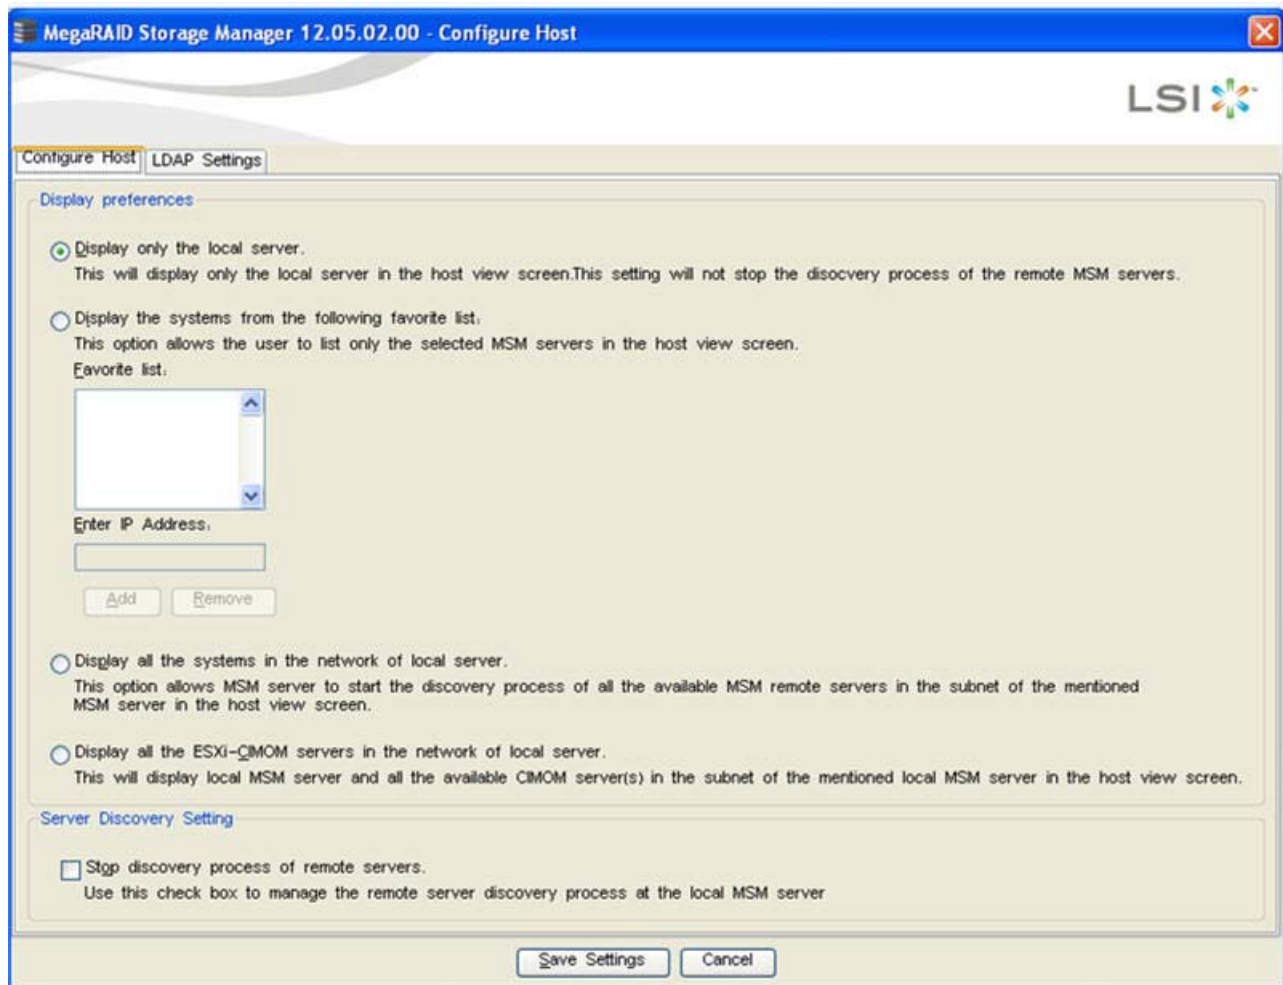 MegaRAID Storage Manager 12.05.02.00 - Configure Host
LSI
Configure Host
LDAP Settings
Display preferences
Display only the local server.
This will display only the local server in the host view screen.This setting will not stop the disocvery process of the remote MSM servers.
Display the systems from the following favorite list:
This option allows the user to list only the selected MSM servers in the host view screen.
Favorite list:
Enter IP Address:
Add
Remove
Display all the systems in the network of local server.
This option allows MSM server to start the discovery process of all the available MSM remote servers in the subnet of the mentioned
MSM server in the host view screen.
Display all the ESXi-CIMOM servers in the network of local server.
This will display local MSM server and all the available CIMOM server(s) in the subnet of the mentioned local MSM server in the host view screen.
Server Discovery Setting
Stop discovery process of remote servers.
Use this check box to manage the remote server discovery process at the local MSM server
Save Settings
Cancel